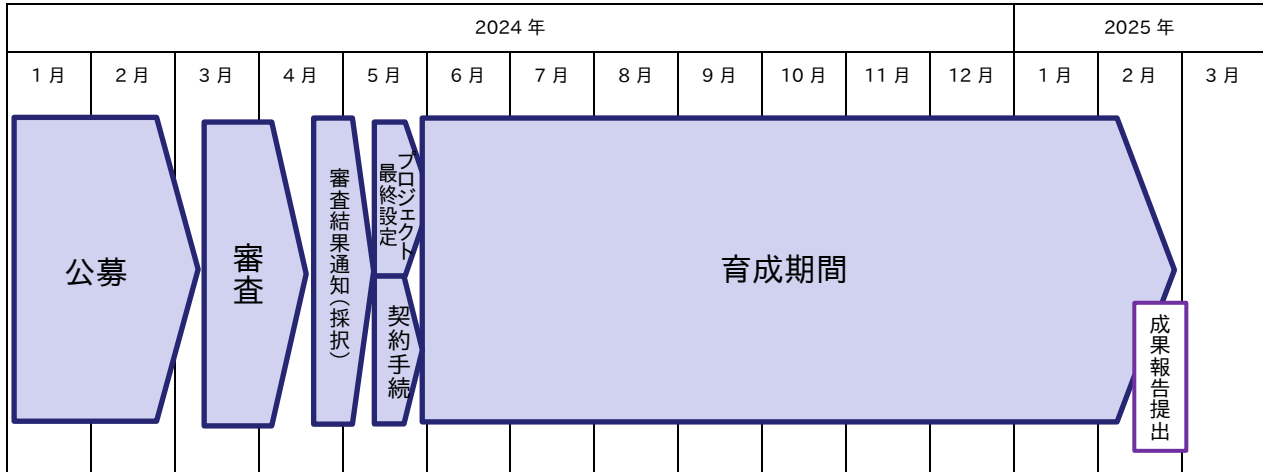 2024 年
2025 年
1 月
2 月
3 月
4 月
5 月
6 月
7 月
8 月
9 月
10 月
11 月
12 月
1 月
2 月
3 月
公募
審査
審査結果通知(採択)
プロジェクト
最終設定
契約手続
育成期間
成果報告提出